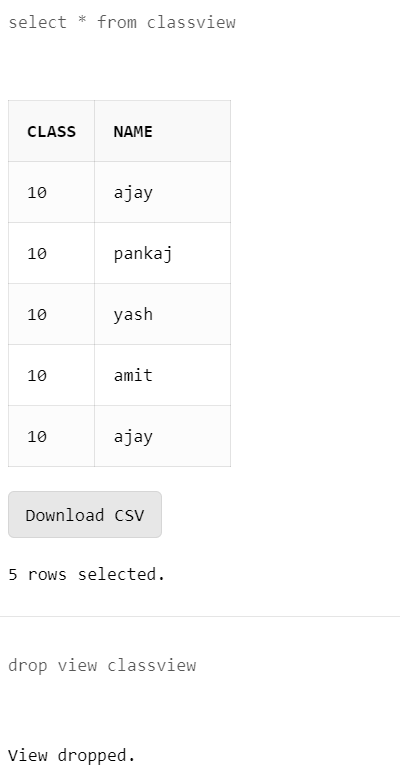 select * from classview
CLASS NAME
10 ajay
10 pankaj
10 yash
10 amit
10 ajay
Download CSV
5 rows selected.
drop view classview
View dropped.